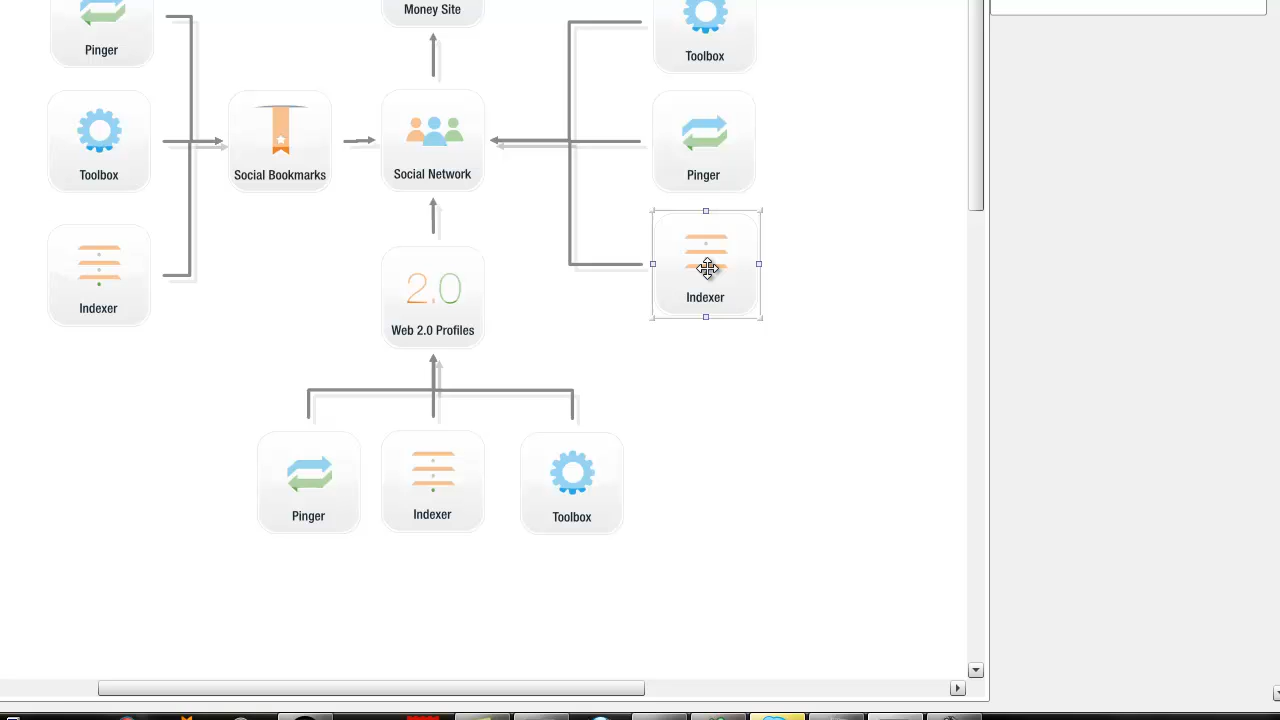 Money Site
Pinger
Toolbox
Toolbox
Social Bookmarks
Social Network
Pinger
Indexer
2.0
Web 2.0 Profiles
Indexer
Pinger
Indexer
Toolbox